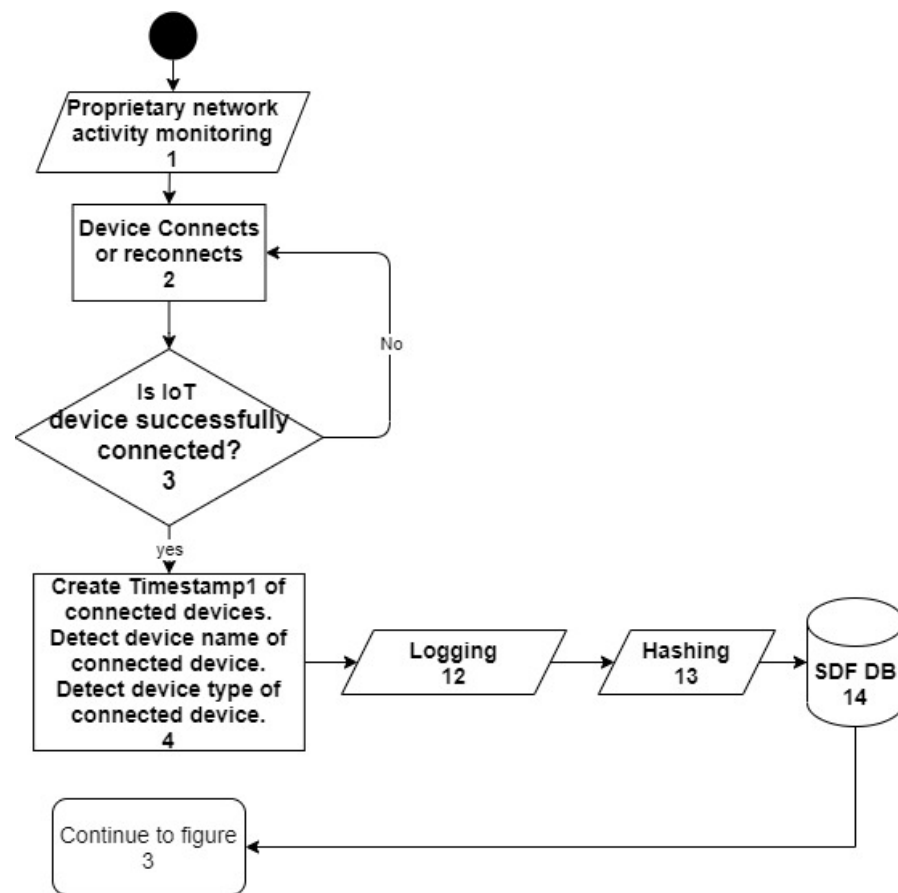 Proprietary network
activity monitoring
1
Device Connects
or reconnects
2
No
Is IoT
device successfully
connected?
3
yes
Create Timestamp1 of
connected devices.
Detect device name of
connected device.
Detect device type of
connected device.
4
Logging
12
Hashing
13
SDF DB
14
Continue to figure
3